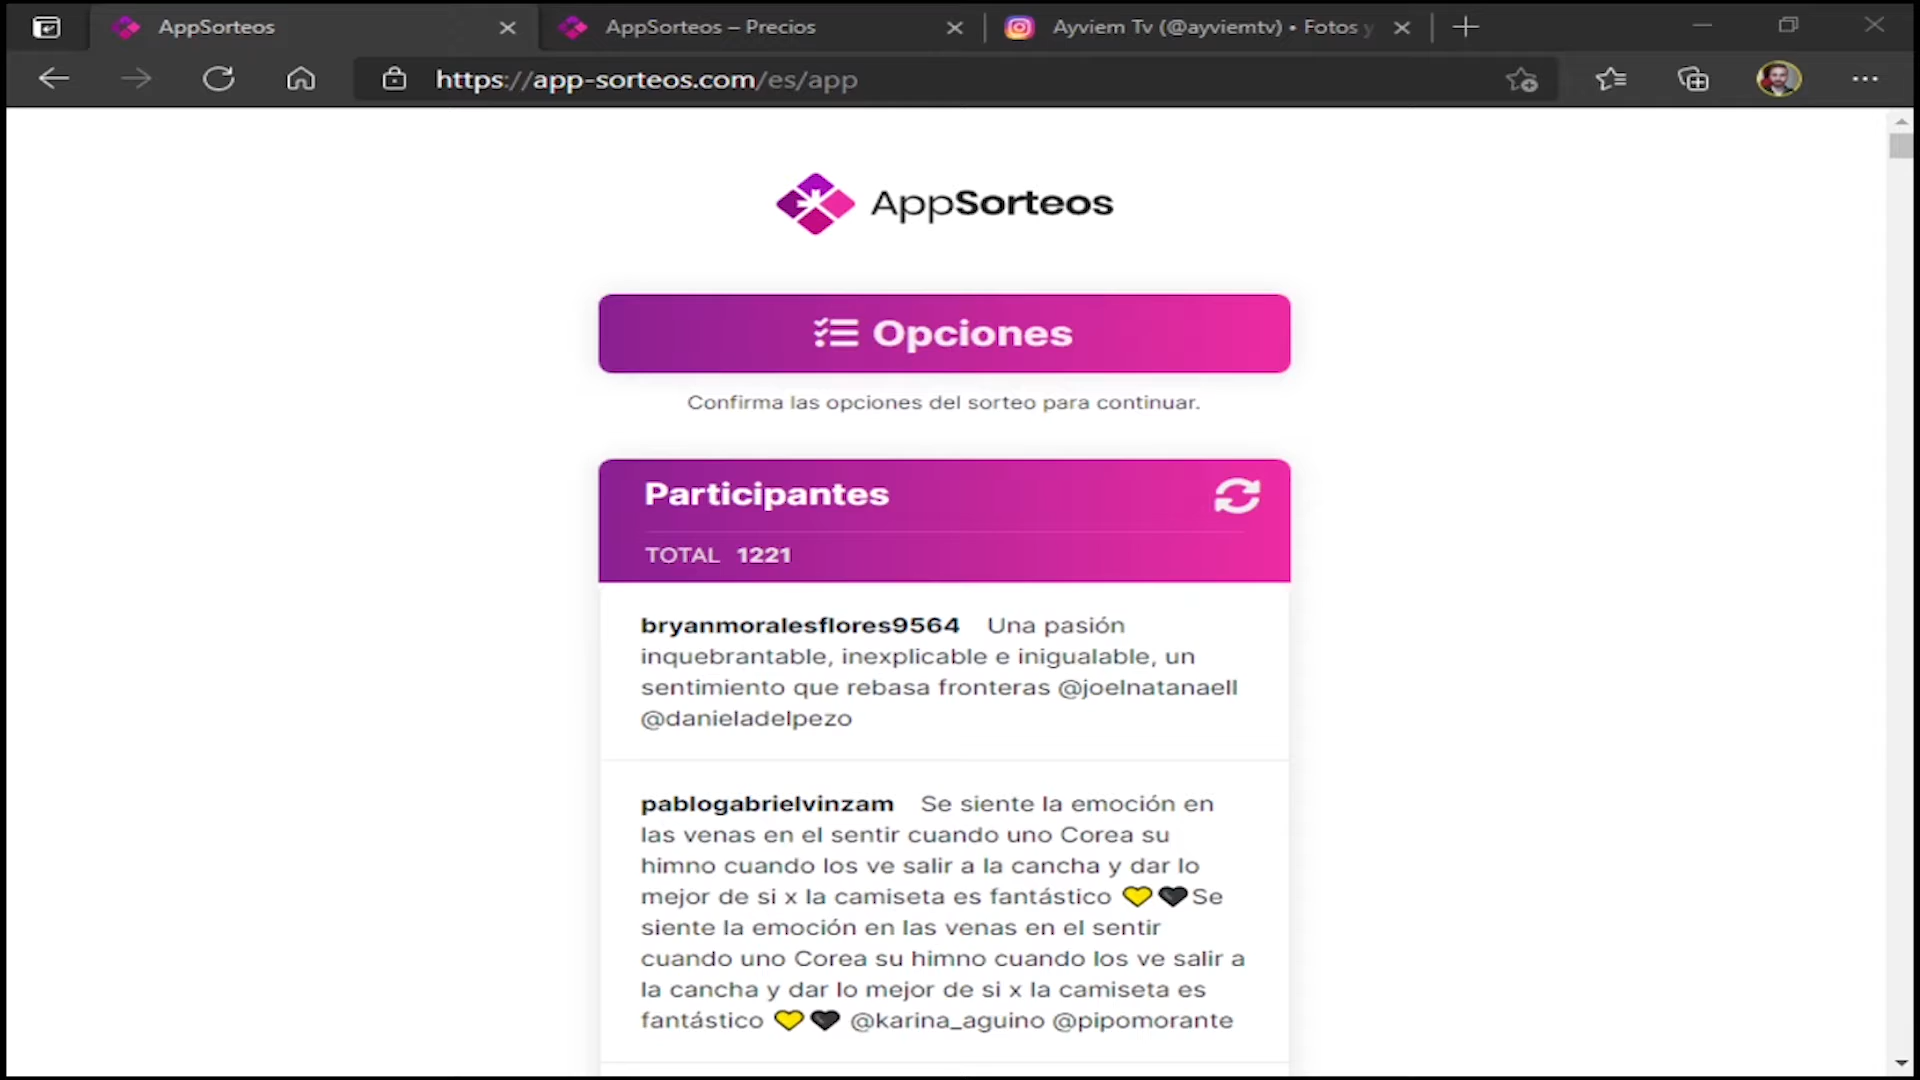 AppSorteos
AppSorteos – Precios
Ayviem Tv (@ayviemtv) • Fotos y
https://app-sorteos.com/es/app
AppSorteos
Opciones
Confirma las opciones del sorteo para continuar.
Participantes
TOTAL 1221
bryanmoralesflores9564 Una pasión
inquebrantable, inexplicable e inigualable, un
sentimiento que rebasa fronteras @joelnatanaell
@danieladelpezo
pablogabrielvinzam Se siente la emoción en
las venas en el sentir cuando uno Corea su
himno cuando los ve salir a la cancha y dar lo
mejor de si x la camiseta es fantástico 💛🖤Se
siente la emoción en las venas en el sentir
cuando uno Corea su himno cuando los ve salir a
la cancha y dar lo mejor de si x la camiseta es
fantástico 💛🖤 @karina_aguino @pipomorante